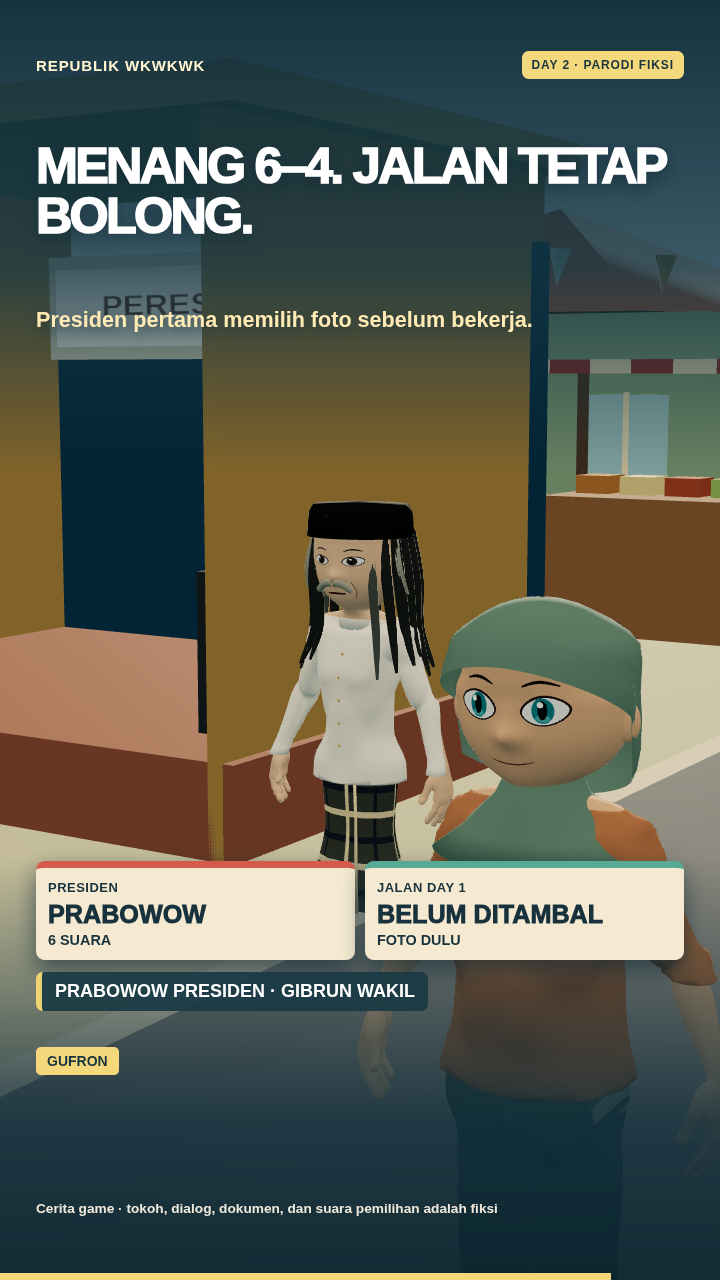 REPUBLIK WKWKWK
DAY 2 · PARODI FIKSI
MENANG 6–4. JALAN TETAP
BOLONG.
PERES
Presiden pertama memilih foto sebelum bekerja.
PRESIDEN
PRABOWOW
6 SUARA
JALAN DAY 1
BELUM DITAMBAL
FOTO DULU
PRABOWOW PRESIDEN · GIBRUN WAKIL
GUFRON
Cerita game · tokoh, dialog, dokumen, dan suara pemilihan adalah fiksi